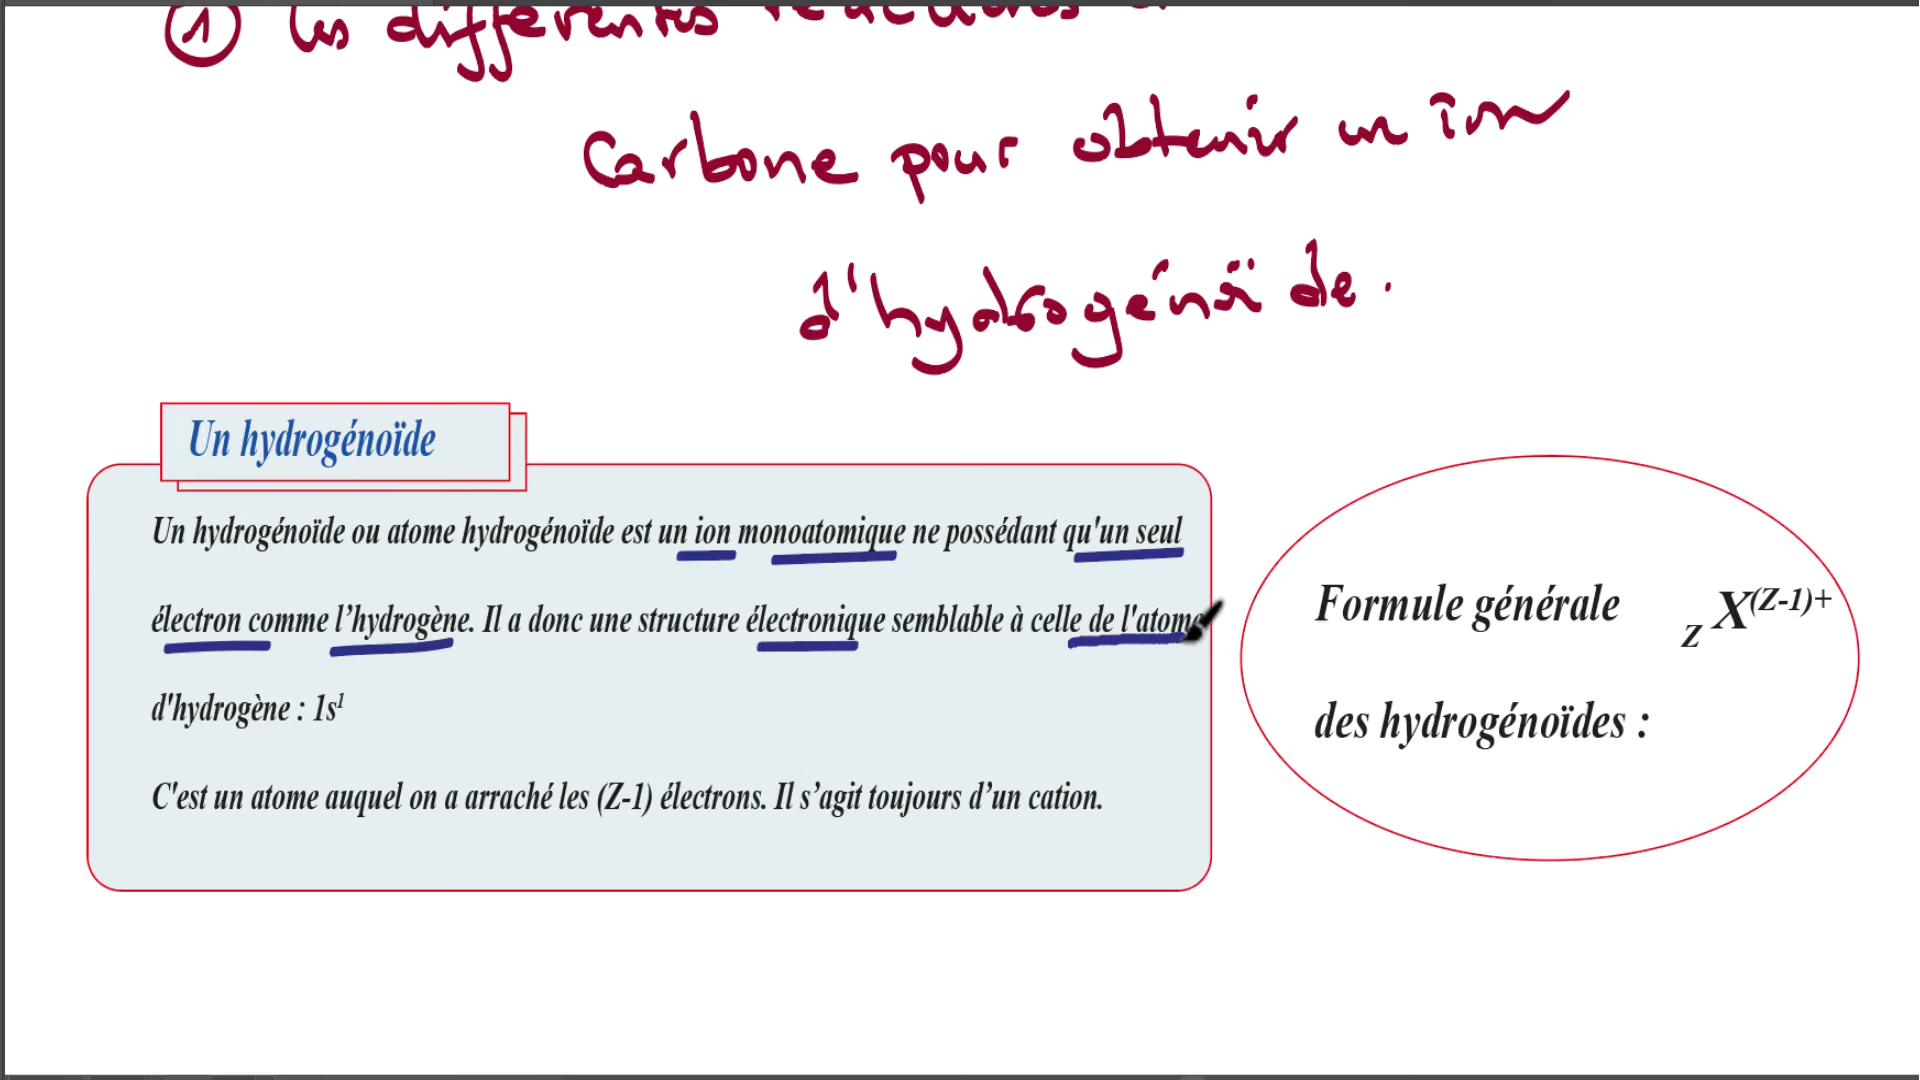 ① les différentes réactions
Carbone pour obtenir un ion
d'hydrogénoïde.
Un hydrogénoïde
Un hydrogénoïde ou atome hydrogénoïde est un ion monoatomique ne possédant qu'un seul
électron comme l’hydrogène. Il a donc une structure électronique semblable à celle de l'atome
d'hydrogène : 1s¹
C'est un atome auquel on a arraché les (Z-1) électrons. Il s’agit toujours d’un cation.
Formule générale
des hydrogénoïdes :
Z X(Z-1)+